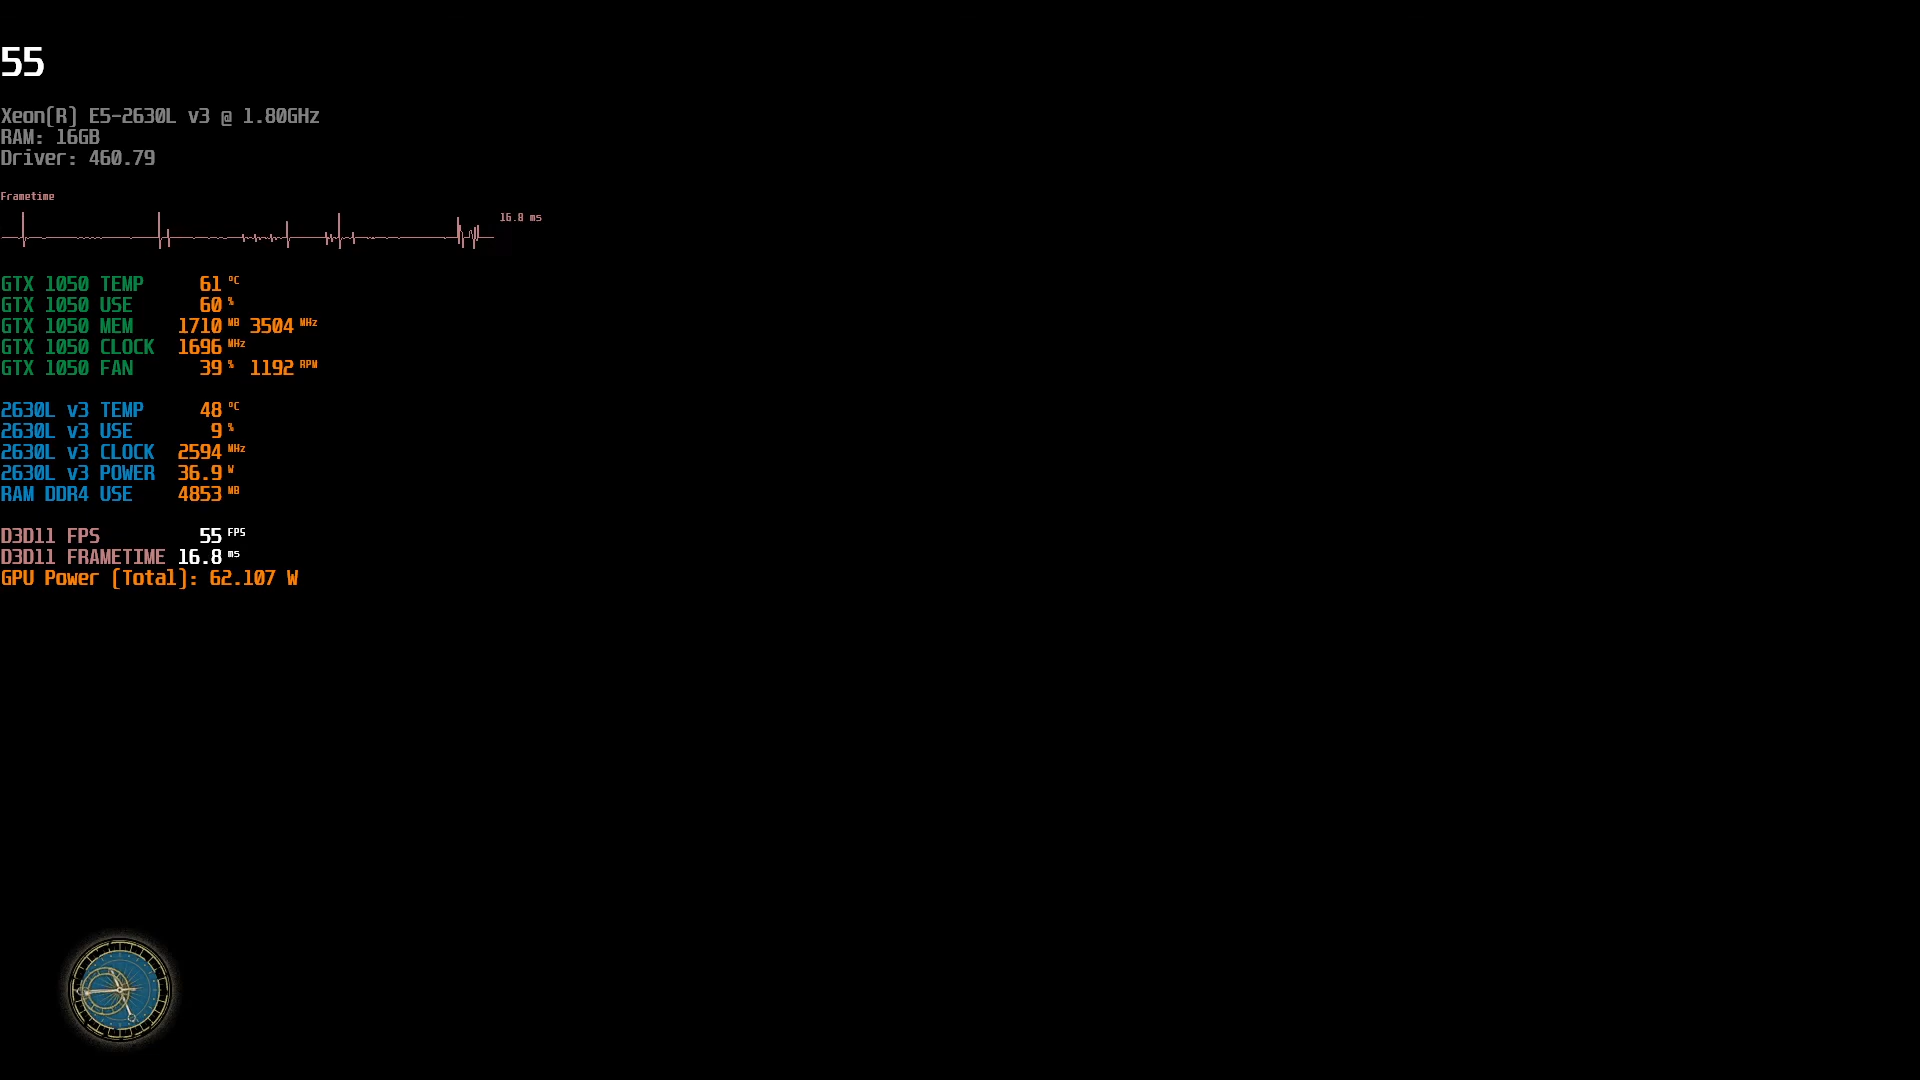 55
Xeon(R) E5-2630L v3 @ 1.80GHz
RAM: 16GB
Driver: 460.79
Frametime
16.8 ms
GTX 1050 TEMP 61 °C
GTX 1050 USE 60 %
GTX 1050 MEM 1710 MB 3504 MHz
GTX 1050 CLOCK 1696 MHz
GTX 1050 FAN 39 % 1192 RPM
2630L v3 TEMP 48 °C
2630L v3 USE 9 %
2630L v3 CLOCK 2594 MHz
2630L v3 POWER 36.9 W
RAM DDR4 USE 4853 MB
D3D11 FPS 55 FPS
D3D11 FRAMETIME 16.8 ms
GPU Power (Total): 62.107 W